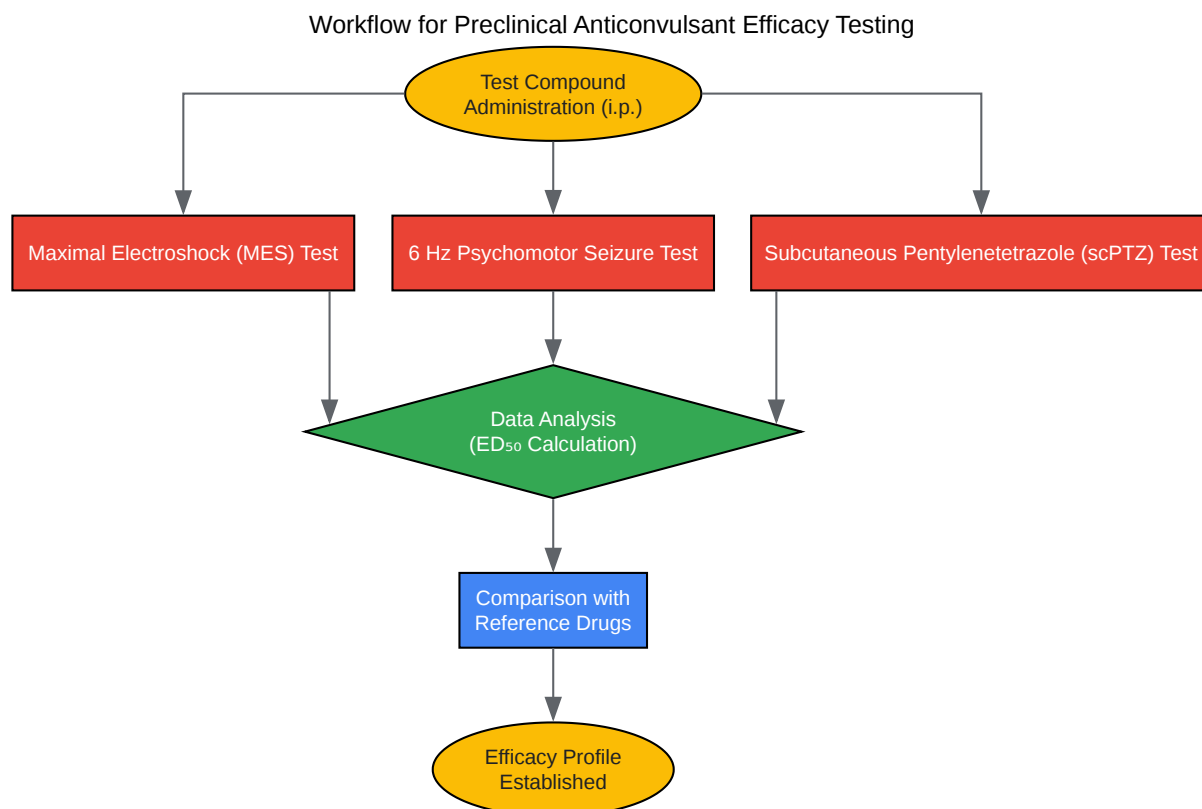 Workflow for Preclinical Anticonvulsant Efficacy Testing
Test Compound
Administration (i.p.)
Maximal Electroshock (MES) Test
6 Hz Psychomotor Seizure Test
Subcutaneous Pentylenetetrazole (scPTZ) Test
Data Analysis
(ED₅₀ Calculation)
Comparison with
Reference Drugs
Efficacy Profile
Established